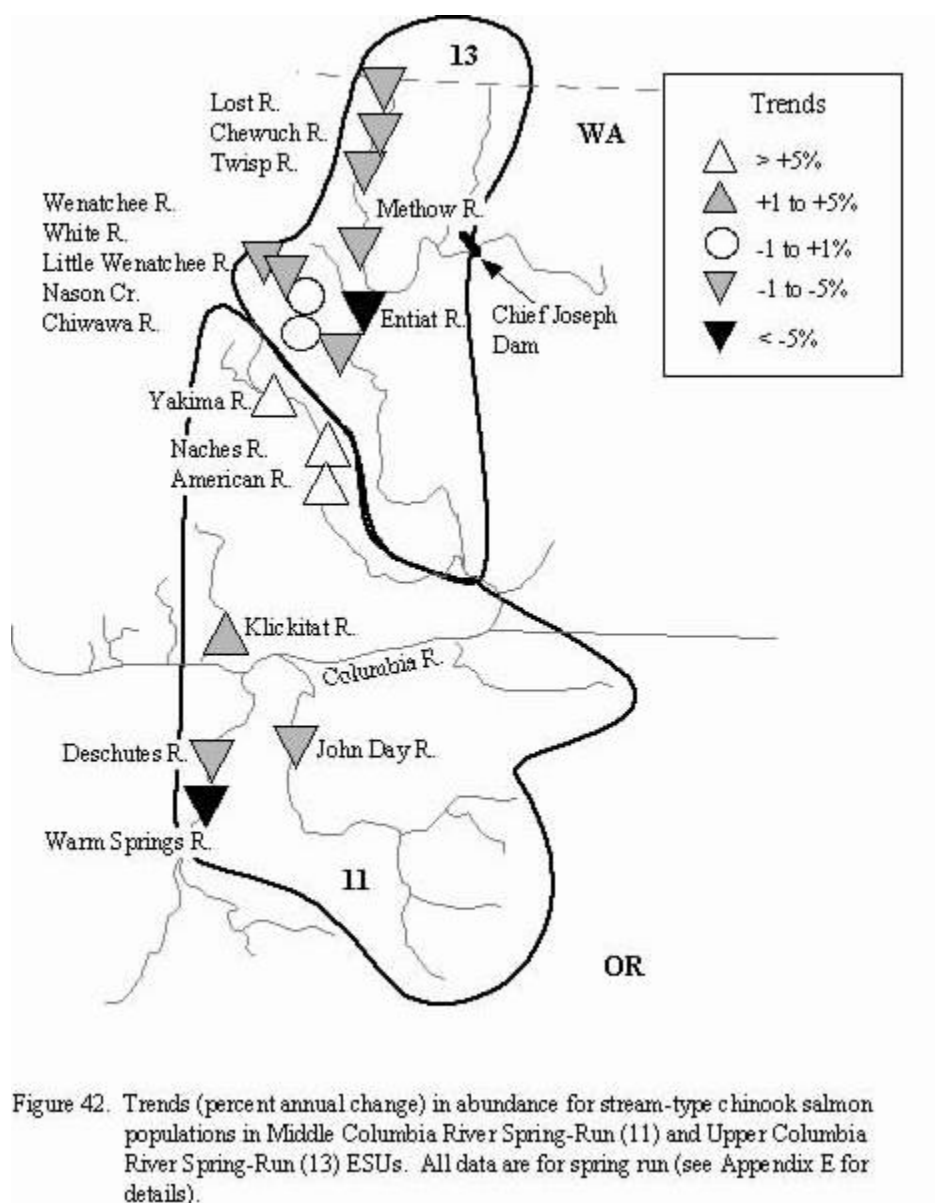 13
Lost R.
Chewuch R.
Twisp R.
WA
Trends
> +5%
+1 to +5%
-1 to +1%
-1 to -5%
< -5%
Wenatchee R.
White R.
Little Wenatchee R.
Nason Cr.
Chiwawa R.
Methow R.
Entiat R.
Chief Joseph
Dam
Yakima R.
Naches R.
American R.
Klickitat R.
Columbia R.
Deschutes R.
John Day R.
Warm Springs R.
11
OR
Figure 42. Trends (percent annual change) in abundance for stream-type chinook salmon
populations in Middle Columbia River Spring-Run (11) and Upper Columbia
River Spring-Run (13) ESUs. All data are for spring run (see Appendix E for
details).